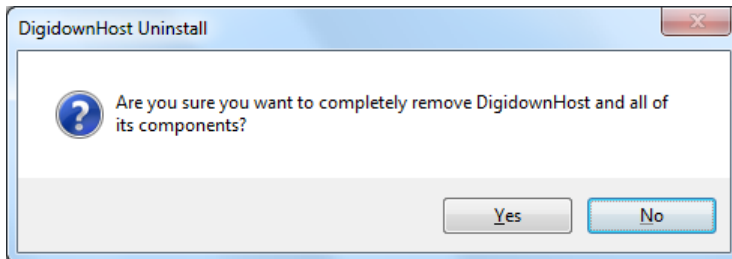 DigidownHost Uninstall
Are you sure you want to completely remove DigidownHost and all of
its components?
Yes
No